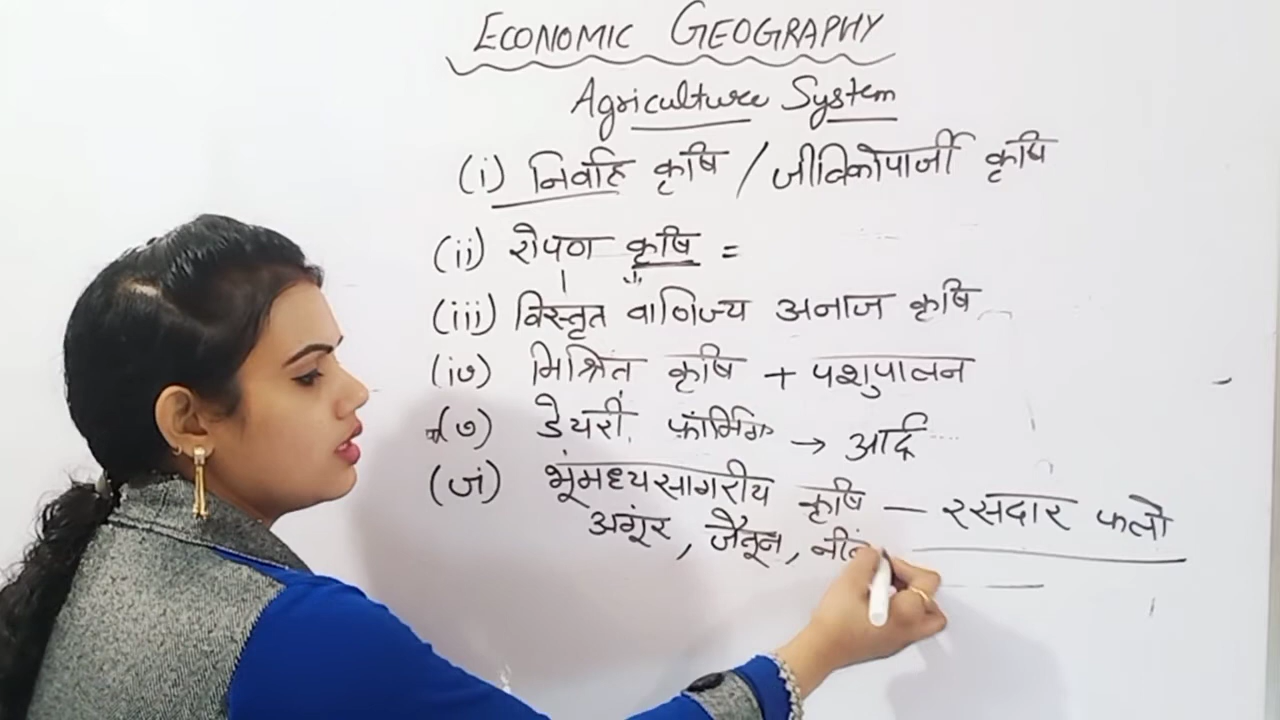 ECONOMIC GEOGRAPHY
Agriculture System
(i) निर्वाह कृषि / जीविकोपार्जी कृषि
(ii) रोपण कृषि =
(iii) विस्तृत वाणिज्य अनाज कृषि
(iv) मिश्रित कृषि + पशुपालन
(v) डेयरी फार्मिंग → आर्द्र
(vi) भूमध्यसागरीय कृषि — रसदार फलो
अंगूर, जैतून,